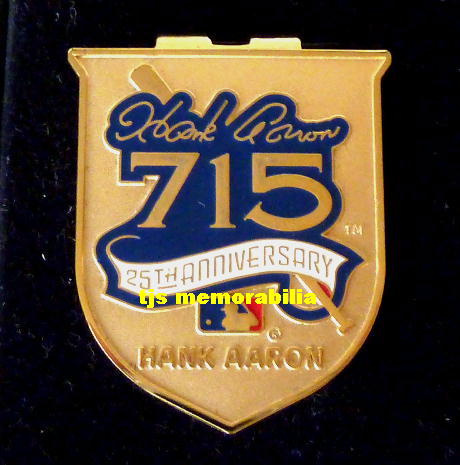 Hank Aaron
715
TM
25TH ANNIVERSARY
tjs memorabilia
®
HANK AARON